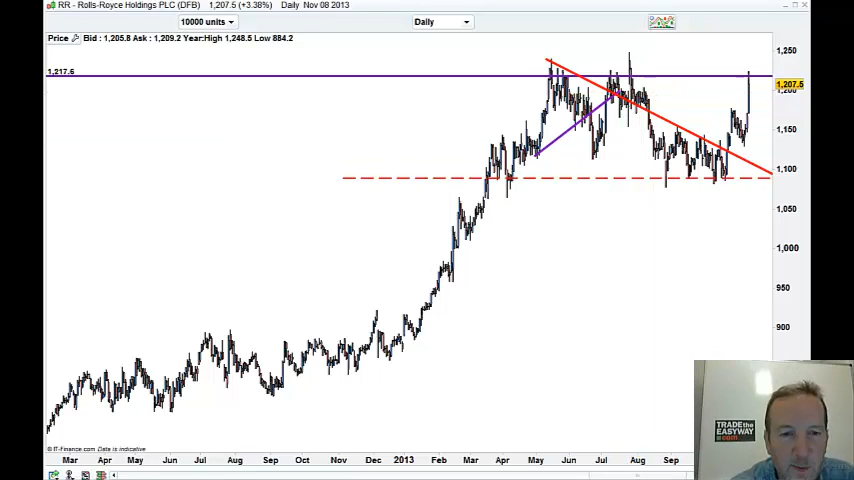 RR - Rolls-Royce Holdings PLC (DFB) 1,207.5 (+3.38%) Daily Nov 08 2013
10000 units Daily
Price Bid : 1,205.8 Ask : 1,209.2 Year:High 1,248.5 Low 884.2
1,250
1,217.6
1,207.5
1,200
1,150
1,100
1,050
1,000
950
900
TRADE the
EASYWAY
.com
© IT-Finance.com Data is indicative
Mar Apr May Jun Jul Aug Sep Oct Nov Dec 2013 Feb Mar Apr May Jun Jul Aug Sep